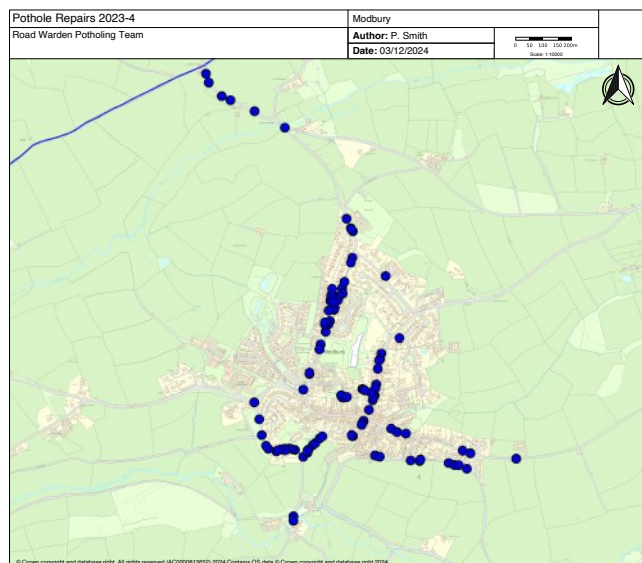 Pothole Repairs 2023-4
Modbury
Road Warden Potholing Team
Author: P. Smith
Date: 03/12/2024
0 50 100 150 200m
Scale: 1:10000
© Crown copyright and database right. All rights reserved (AC0000813652) 2024 Contains OS data © Crown copyright and database right 2024